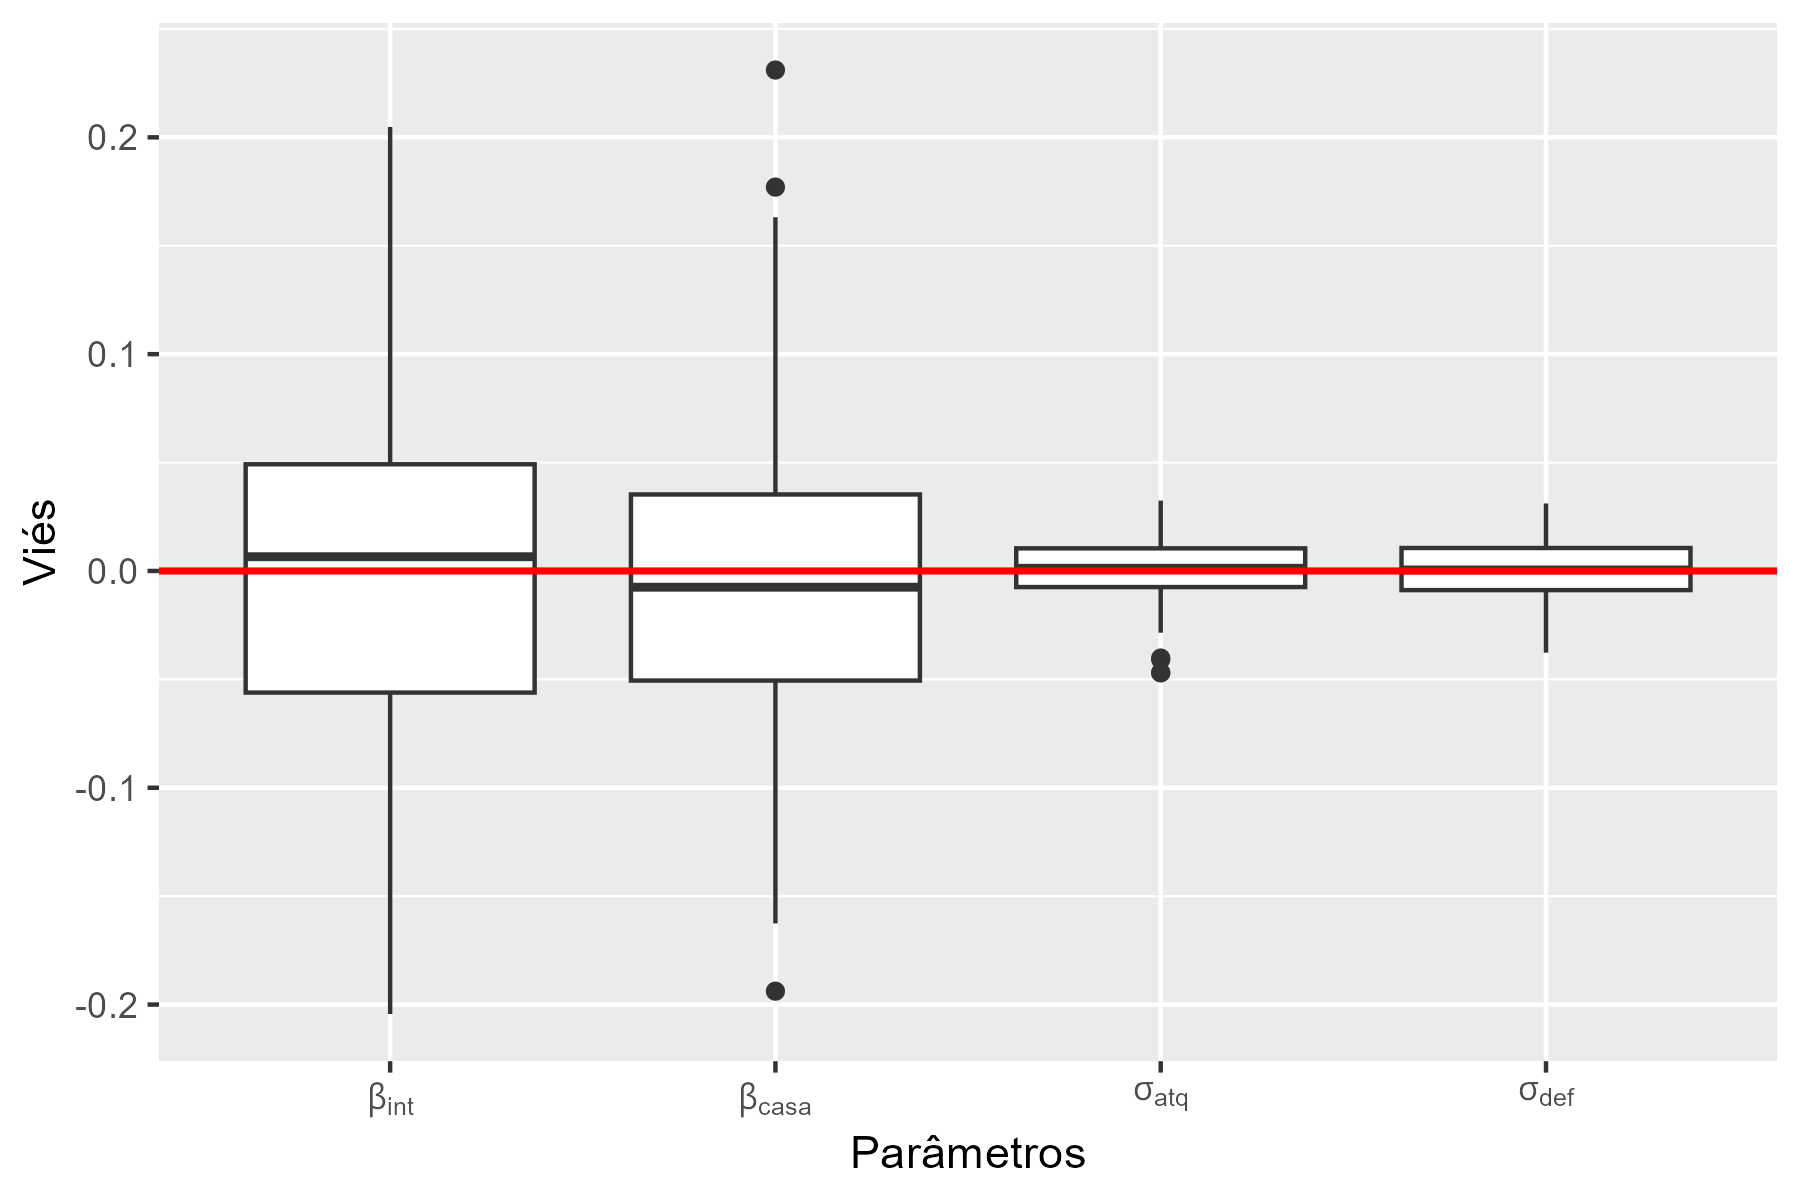 Viés
0.2
0.1
0.0
-0.1
-0.2
βint
βcasa
σatq
σdef
Parâmetros